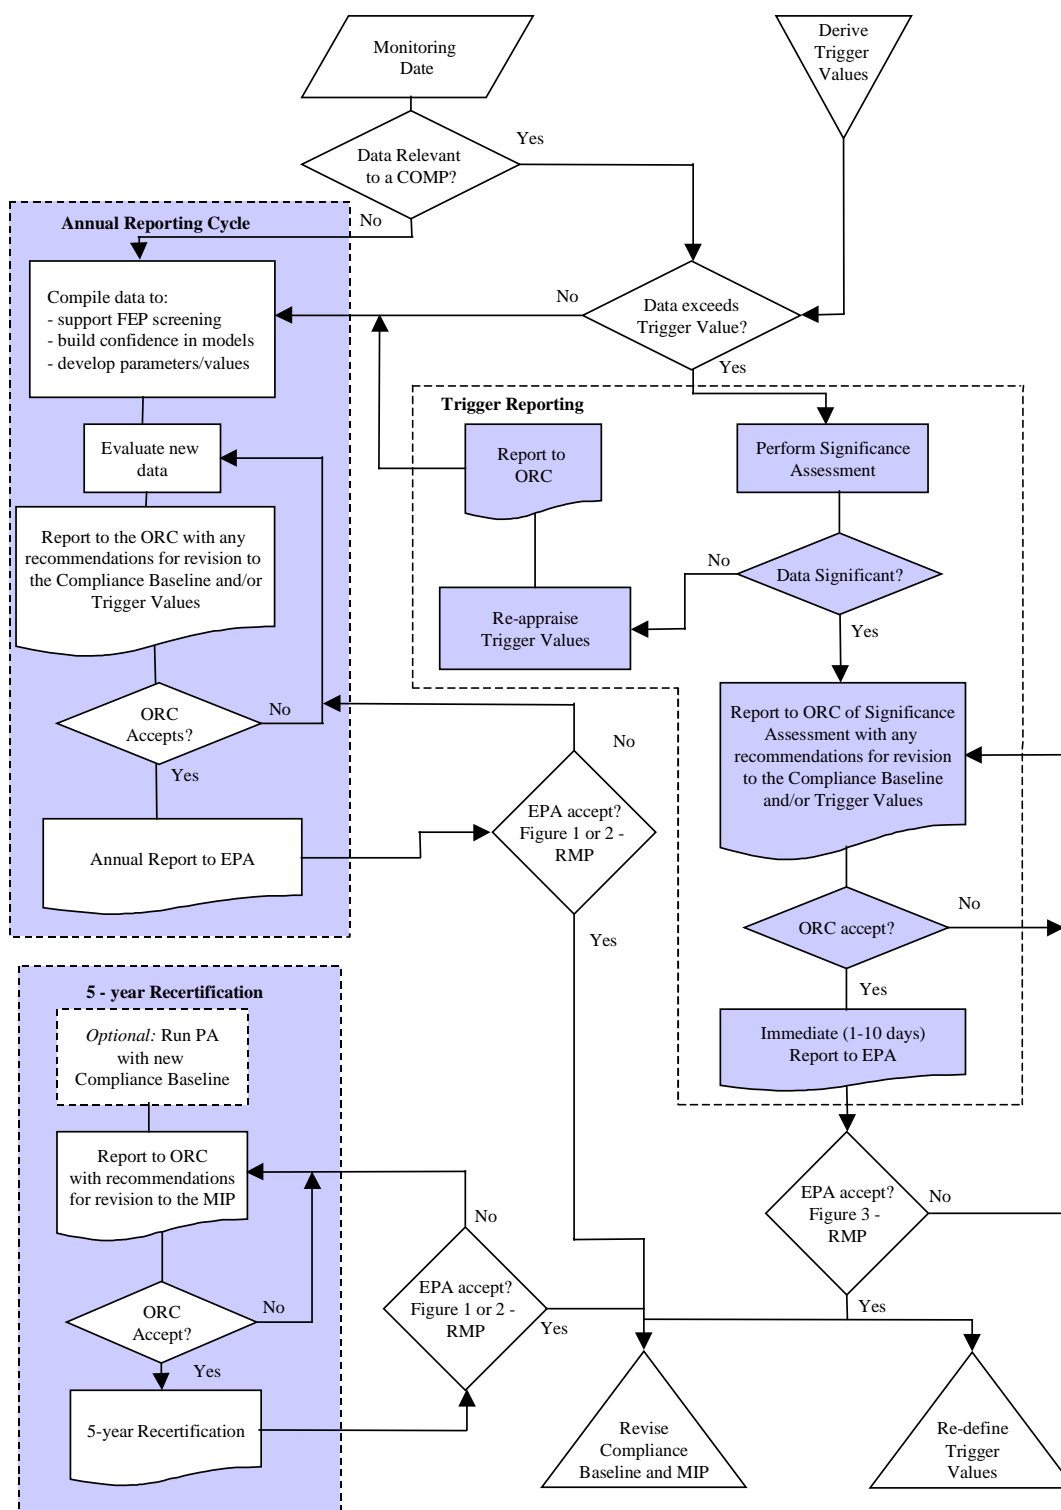 Monitoring
Date
Derive
Trigger
Values
Yes
Data Relevant
to a COMP?
No
Annual Reporting Cycle
Compile data to:
- support FEP screening
- build confidence in models
- develop parameters/values
No
Data exceeds
Trigger Value?
Yes
Trigger Reporting
Evaluate new
data
Report to
ORC
Perform Significance
Assessment
Report to the ORC with any
recommendations for revision to
the Compliance Baseline and/or
Trigger Values
No
Data Significant?
Re-appraise
Trigger Values
Yes
ORC
Accepts?
No
Yes
Report to ORC of Significance
Assessment with any
recommendations for revision
to the Compliance Baseline
and/or Trigger Values
No
EPA accept?
Figure 1 or 2 -
RMP
Annual Report to EPA
Yes
ORC accept?
No
Yes
5 - year Recertification
Optional: Run PA
with new
Compliance Baseline
Immediate (1-10 days)
Report to EPA
Report to ORC
with recommendations
for revision to the MIP
No
EPA accept?
Figure 3 -
RMP
No
EPA accept?
Figure 1 or 2 -
RMP
Yes
Yes
ORC
Accept?
No
Yes
5-year Recertification
Revise
Compliance
Baseline and MIP
Re-define
Trigger
Values